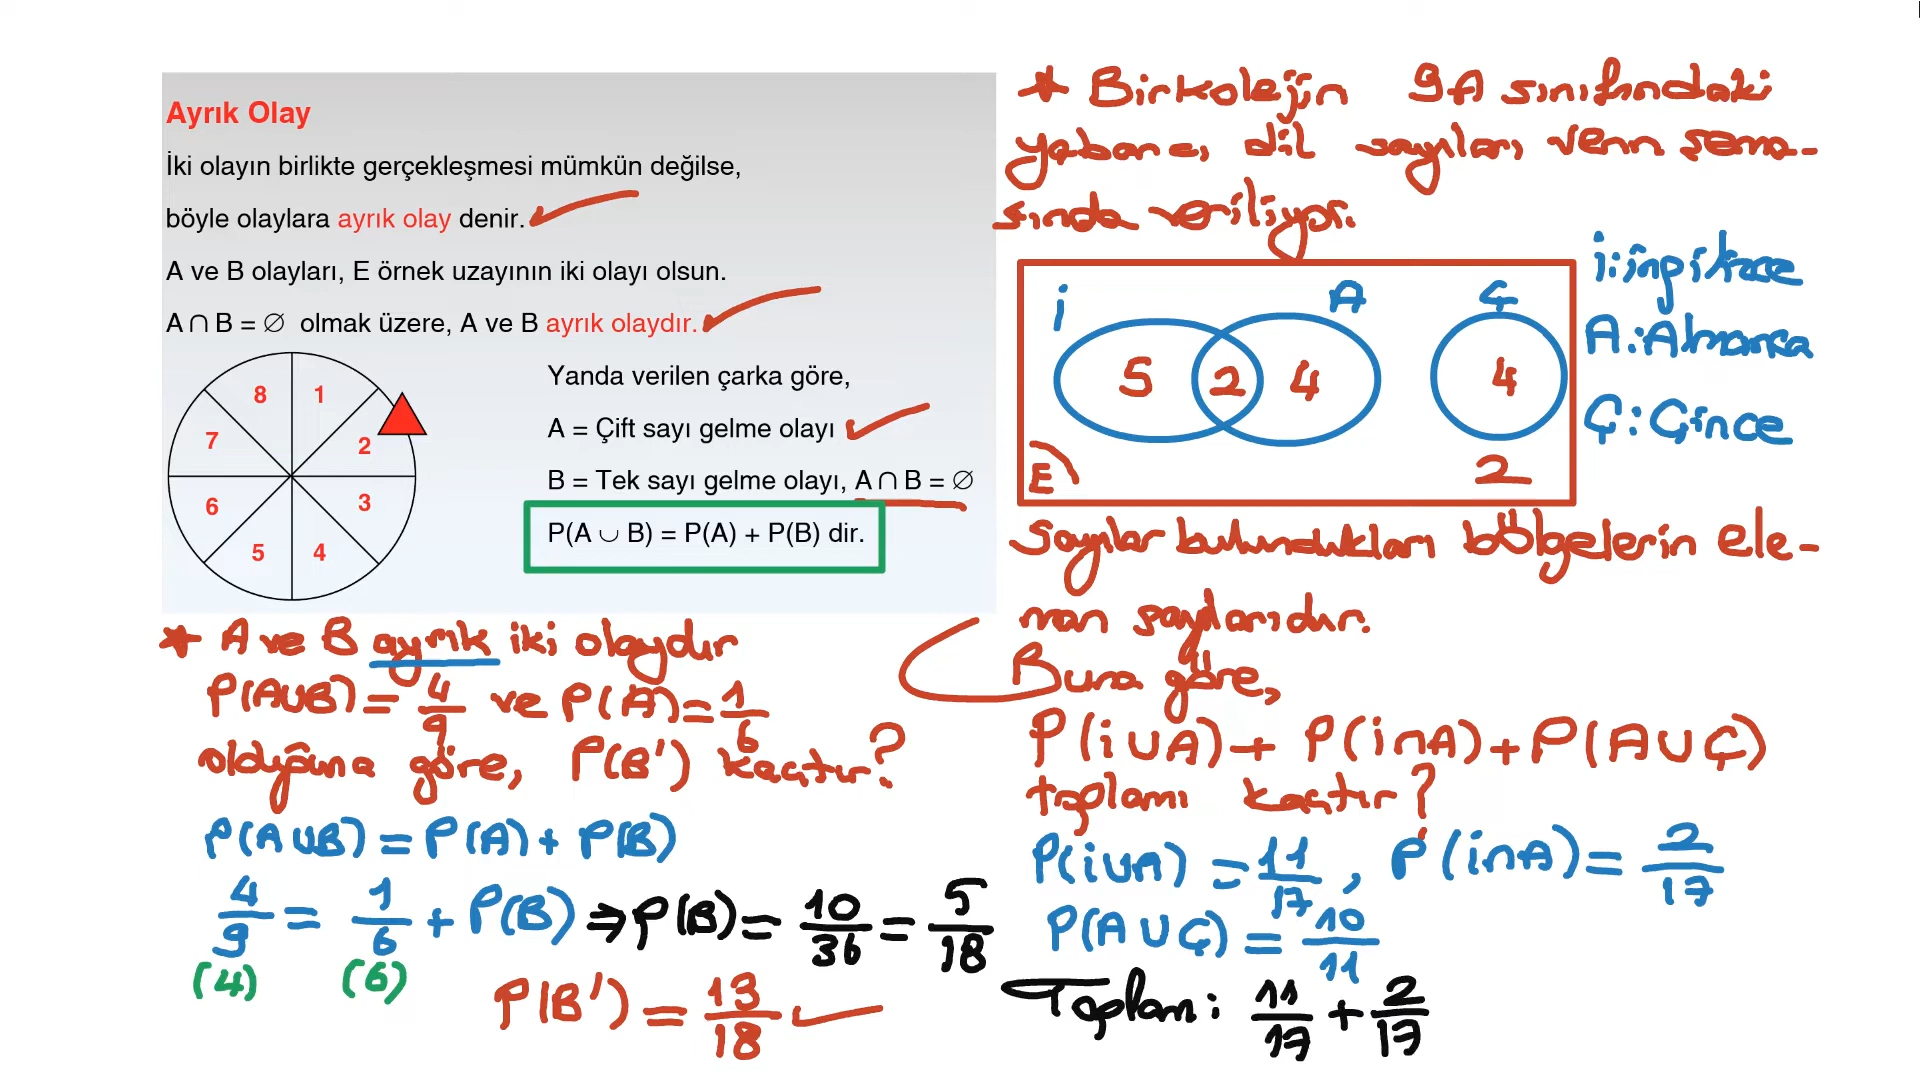 Ayrık Olay
İki olayın birlikte gerçekleşmesi mümkün değilse,
böyle olaylara ayrık olay denir.
A ve B olayları, E örnek uzayının iki olayı olsun.
A ∩ B = ∅ olmak üzere, A ve B ayrık olaydır.
Yanda verilen çarka göre,
A = Çift sayı gelme olayı
B = Tek sayı gelme olayı, A ∩ B = ∅
P(A ∪ B) = P(A) + P(B) dir.
8 1
7 2
6 3
5 4
* A ve B ayrık iki olaydır
P(A∪B) = 4/9 ve P(A) = 1/6
olduğuna göre, P(B') kaçtır?
P(A∪B) = P(A) + P(B)
4/9 = 1/6 + P(B) ⇒ P(B) = 10/36 = 5/18
(4) (6)
P(B') = 13/18
* Bir kolejin 9A sınıfındaki
yabancı dil sayıları venn şema-
sında veriliyor.
i A Ç
5 2 4 4
E 2
i: ingilizce
A: Almanca
Ç: Çince
Sayılar bulundukları bölgelerin ele-
man sayılarıdır.
Buna göre,
P(i∪A) + P(i∩A) + P(A∪Ç)
toplamı kaçtır?
P(i∪A) = 11/17, P(i∩A) = 2/17
P(A∪Ç) = 10/11
Toplam: 11/17 + 2/17